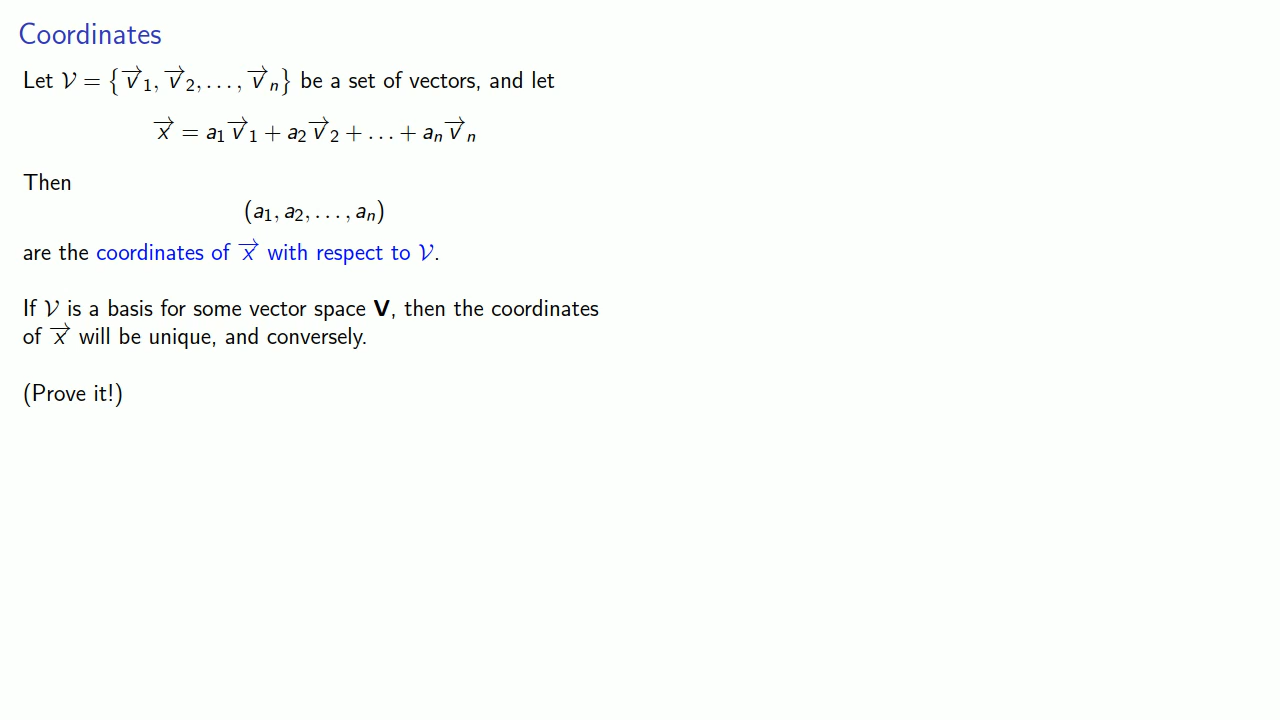 Coordinates
Let 𝒱 = {v⃗₁, v⃗₂, . . . , v⃗ₙ} be a set of vectors, and let
x⃗ = a₁v⃗₁ + a₂v⃗₂ + . . . + aₙv⃗ₙ
Then
(a₁, a₂, . . . , aₙ)
are the coordinates of x⃗ with respect to 𝒱.
If 𝒱 is a basis for some vector space 𝐕, then the coordinates
of x⃗ will be unique, and conversely.
(Prove it!)